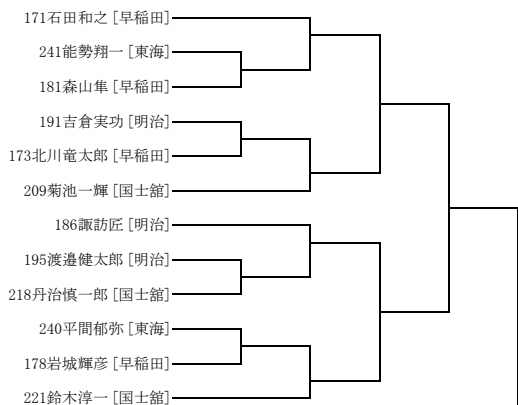 171石田和之 [早稲田]
241能勢翔一 [東海]
181森山隼 [早稲田]
191吉倉実功 [明治]
173北川竜太郎 [早稲田]
209菊池一輝 [国士舘]
186諏訪匠 [明治]
195渡邉健太郎 [明治]
218丹治慎一郎 [国士舘]
240平間郁弥 [東海]
178岩城輝彦 [早稲田]
221鈴木淳一 [国士舘]